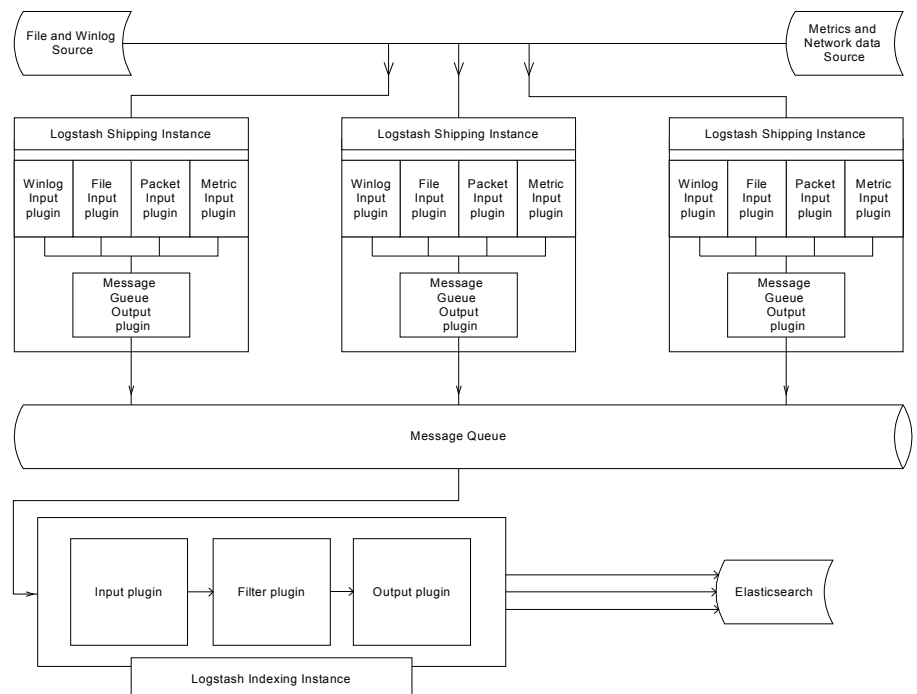 File and Winlog
Source
Metrics and
Network data
Source
Logstash Shipping Instance
Winlog
Input
plugin
File
Input
plugin
Packet
Input
plugin
Metric
Input
plugin
Message
Gueue
Output
plugin
Logstash Shipping Instance
Winlog
Input
plugin
File
Input
plugin
Packet
Input
plugin
Metric
Input
plugin
Message
Gueue
Output
plugin
Logstash Shipping Instance
Winlog
Input
plugin
File
Input
plugin
Packet
Input
plugin
Metric
Input
plugin
Message
Gueue
Output
plugin
Message Queue
Input plugin
Filter plugin
Output plugin
Elasticsearch
Logstash Indexing Instance